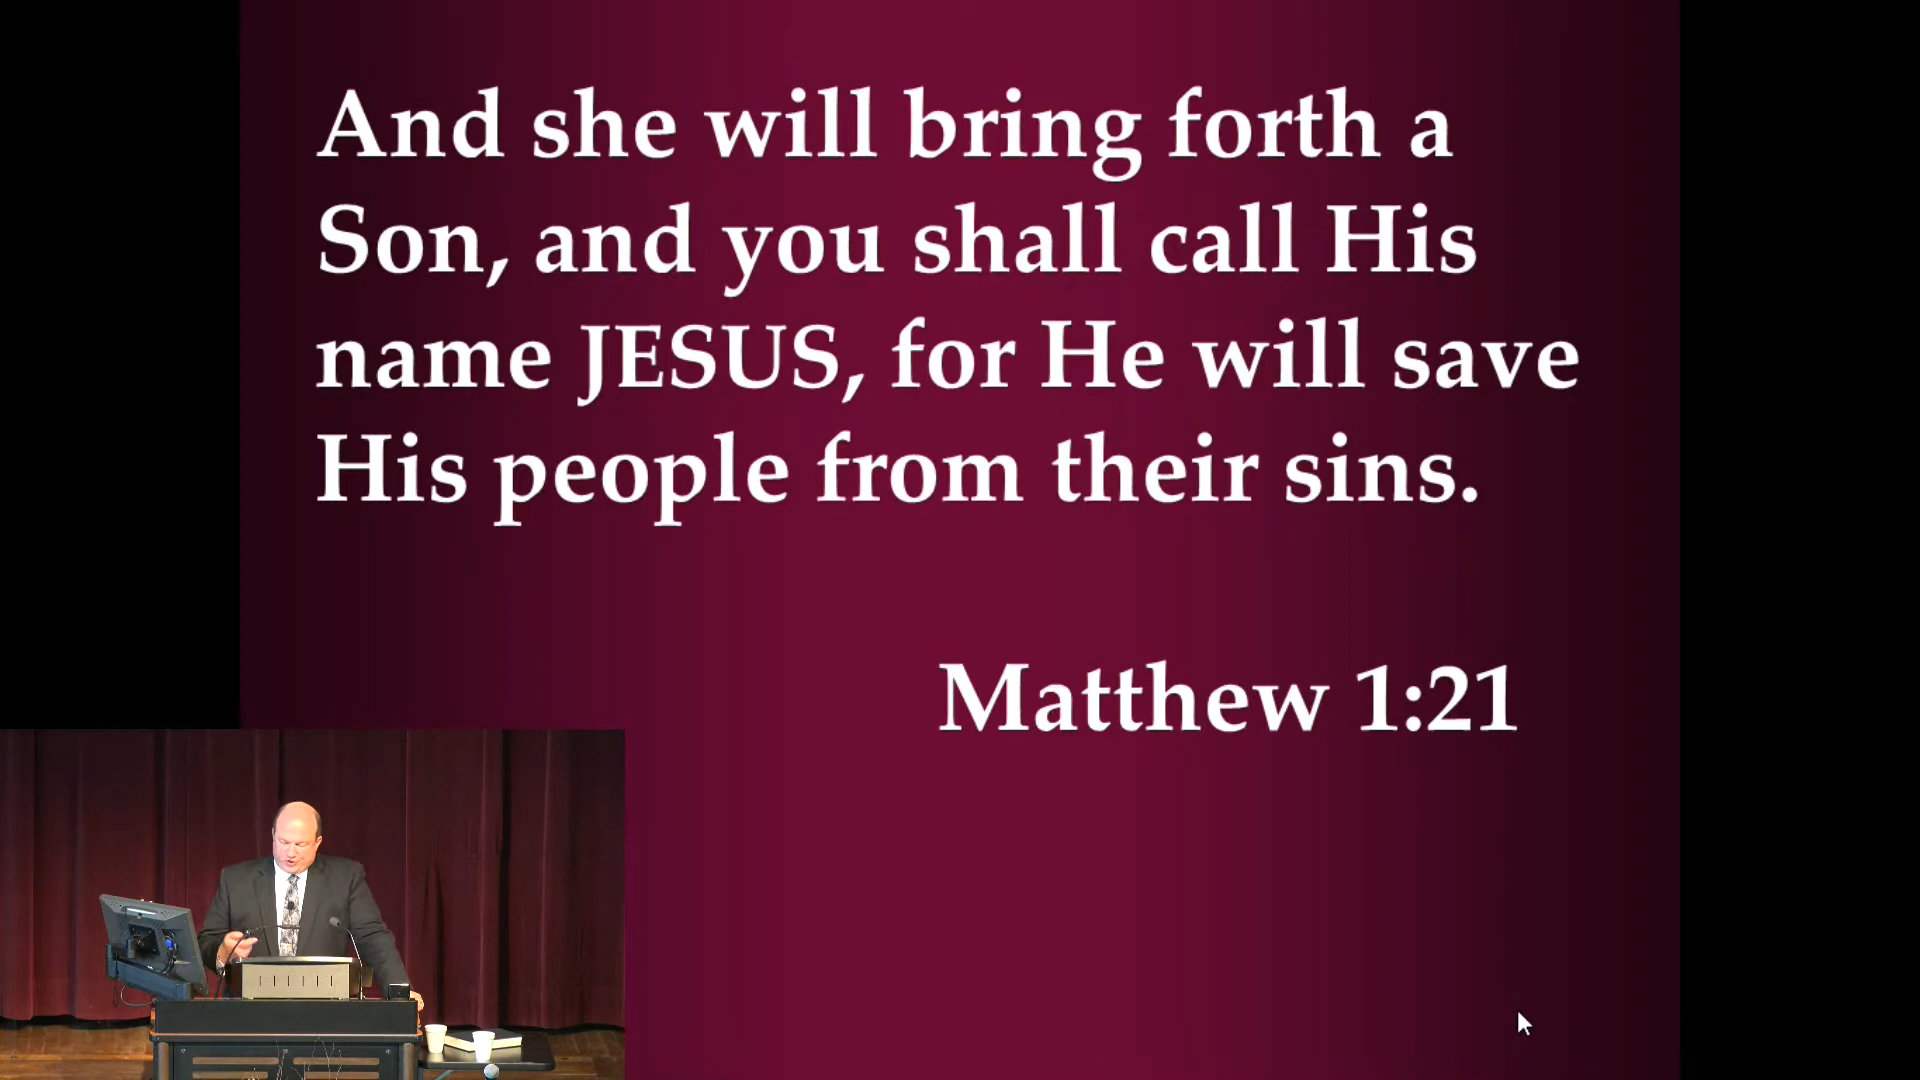 And she will bring forth a
Son, and you shall call His
name JESUS, for He will save
His people from their sins.
Matthew 1:21